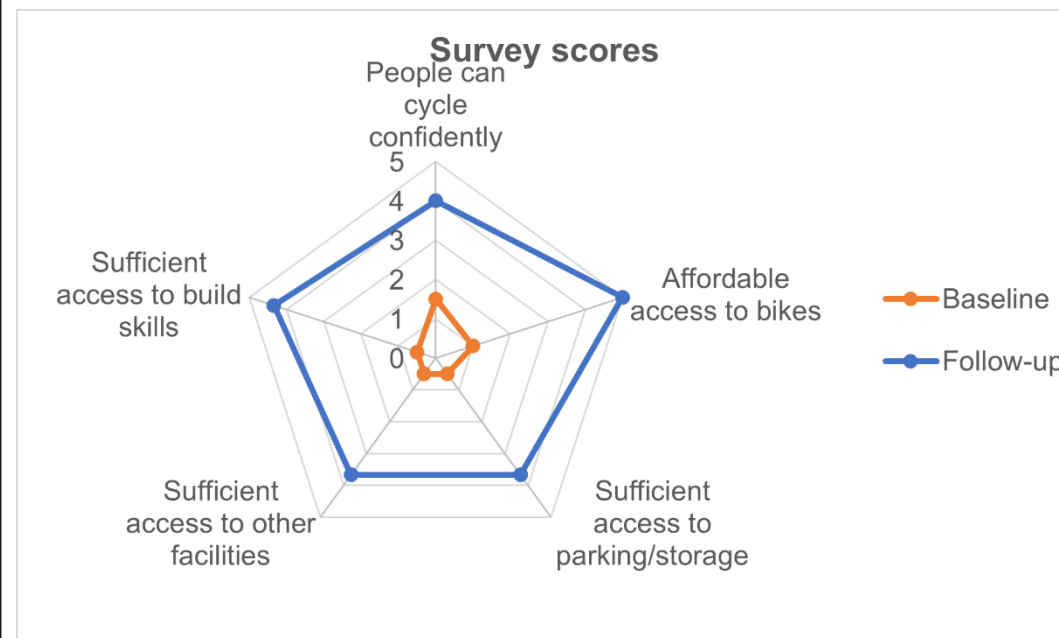 Survey scores
People can
cycle
confidently
5
4
3
2
1
0
Affordable
access to bikes
Sufficient
access to
parking/storage
Sufficient
access to other
facilities
Sufficient
access to build
skills
Baseline
Follow-up